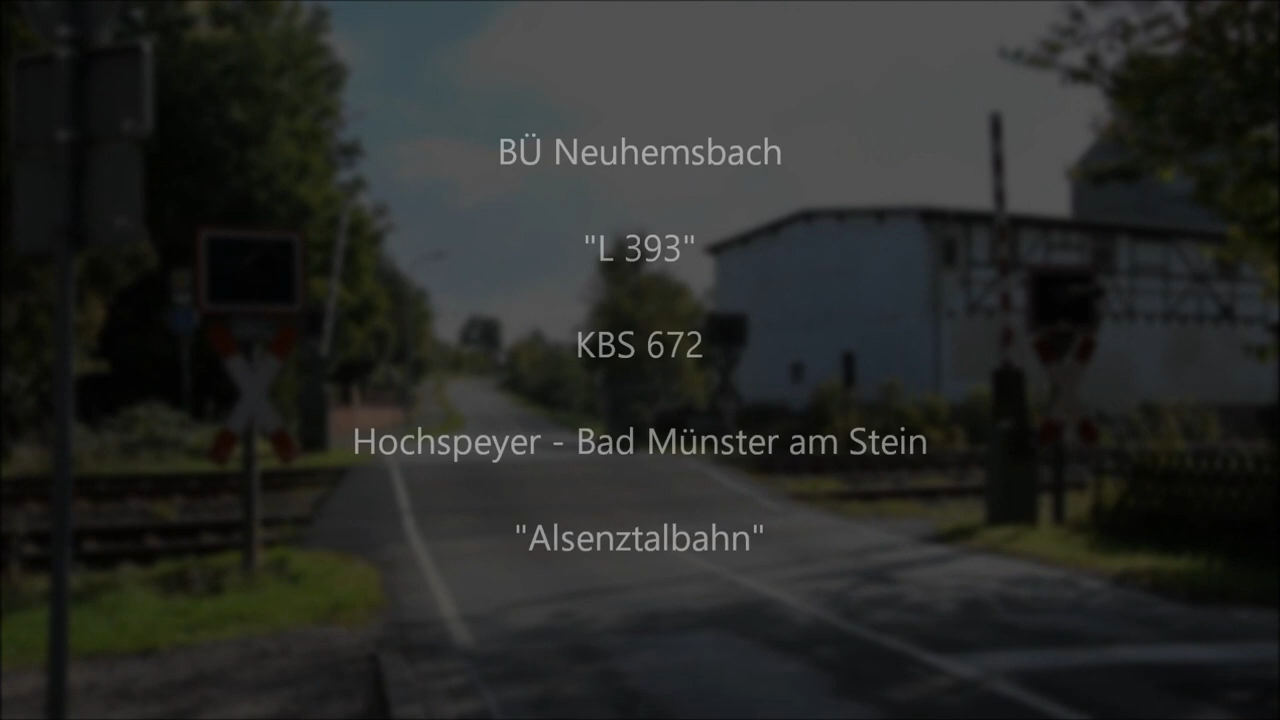 BÜ Neuhemsbach
"L 393"
KBS 672
Hochspeyer - Bad Münster am Stein
"Alsenztalbahn"